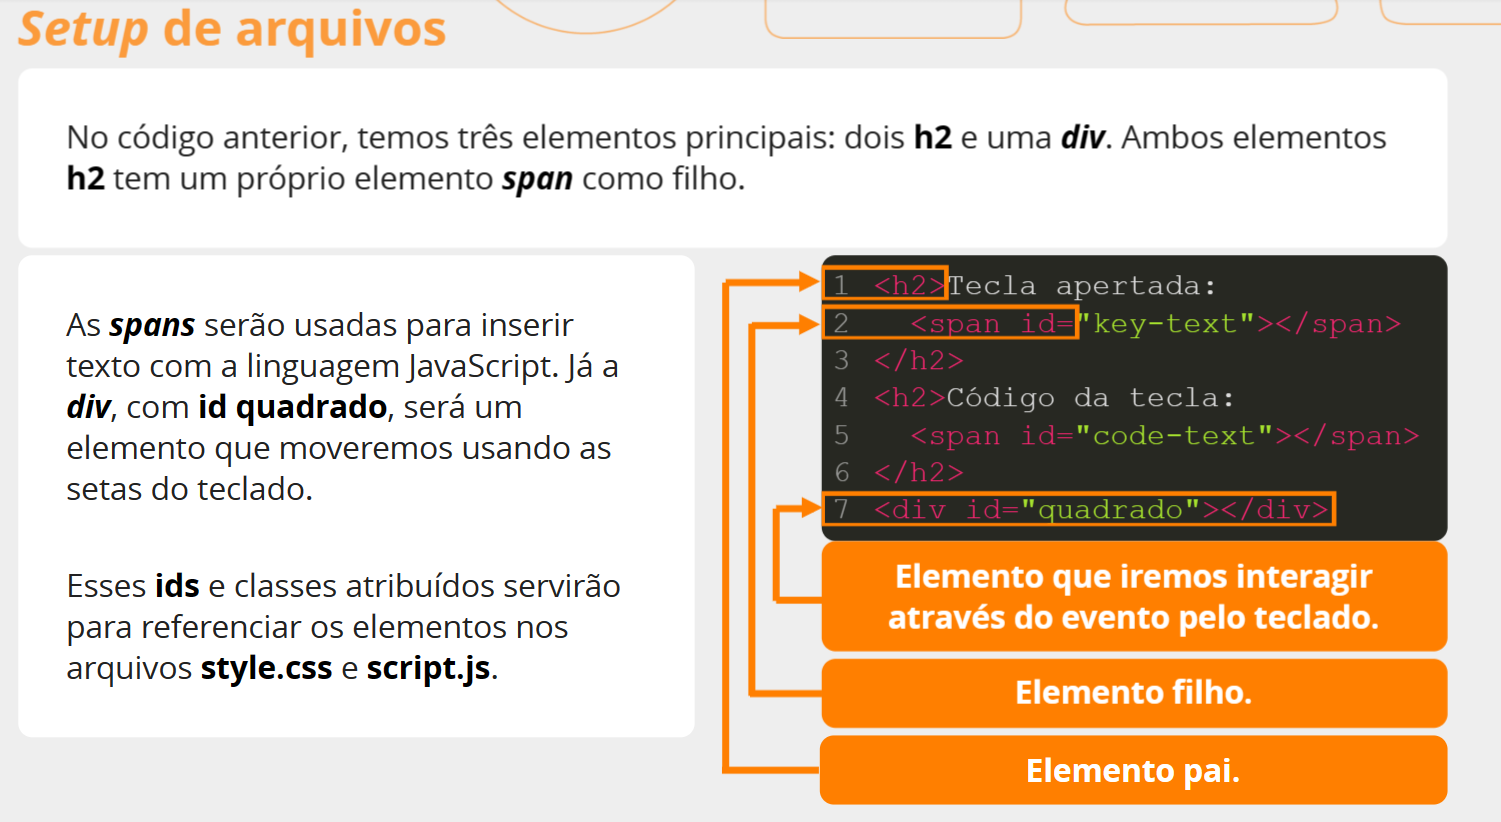 Setup de arquivos
No código anterior, temos três elementos principais: dois h2 e uma div. Ambos elementos
h2 tem um próprio elemento span como filho.
As spans serão usadas para inserir
texto com a linguagem JavaScript. Já a
div, com id quadrado, será um
elemento que moveremos usando as
setas do teclado.
Esses ids e classes atribuídos servirão
para referenciar os elementos nos
arquivos style.css e script.js.
1 <h2>Tecla apertada:
2 <span id="key-text"></span>
3 </h2>
4 <h2>Código da tecla:
5 <span id="code-text"></span>
6 </h2>
7 <div id="quadrado"></div>
Elemento que iremos interagir
através do evento pelo teclado.
Elemento filho.
Elemento pai.